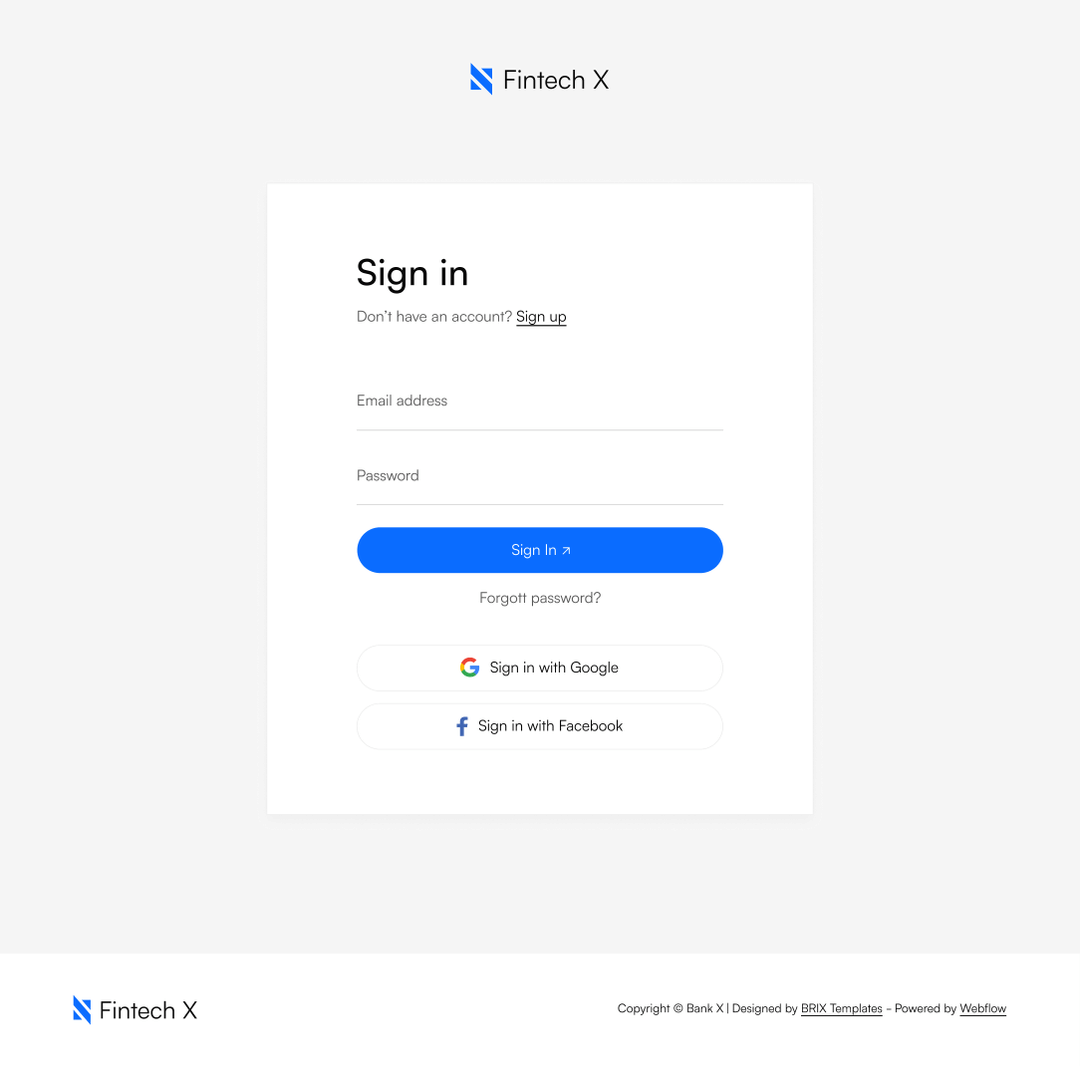 Fintech X
Sign in
Don't have an account? Sign up
Email address
Password
Sign In ↗
Forgott password?
Sign in with Google
Sign in with Facebook
Fintech X
Copyright © Bank X | Designed by BRIX Templates - Powered by Webflow